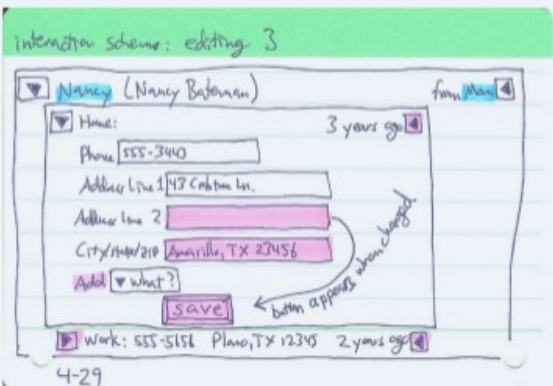 interaction scheme: editing 3
Nancy (Nancy Bateman) from Mom
Home: 3 years ago
Phone 555-3443
Address Line 1 43 Crabtree Ln.
Address Line 2
City/State/ZIP Amarillo, TX 23456
Add what?
button appears when changed
save
Work: 555-5656 Plano, TX 12345 2 years ago
4-29